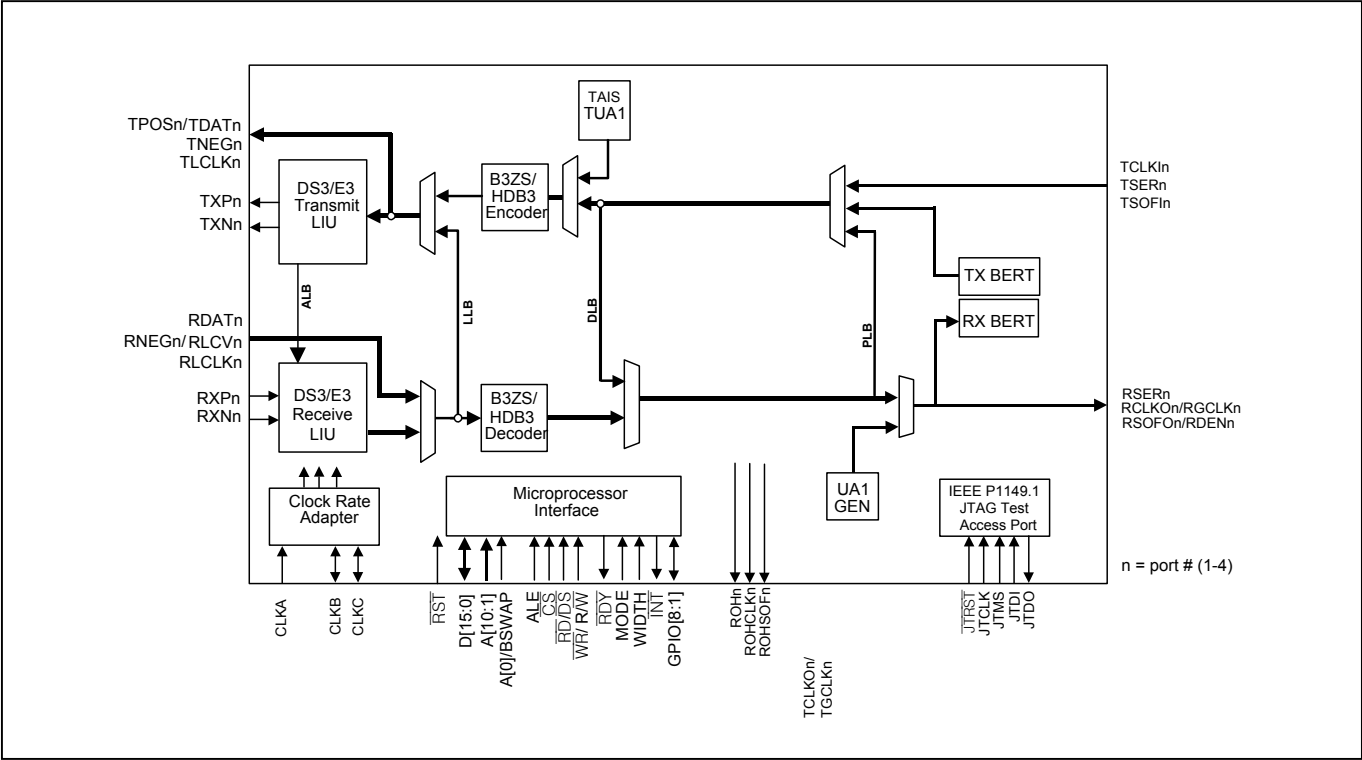 TAIS
TUA1
TPOSn/TDATn
TNEGn
TLCLKn
TXPn
TXNn
DS3/E3
Transmit
LIU
B3ZS/
HDB3
Encoder
TCLKIn
TSERn
TSOFIn
TX BERT
RX BERT
ALB
LLB
DLB
PLB
RDATn
RNEGn/ RLCVn
RLCLKn
RXPn
RXNn
DS3/E3
Receive
LIU
B3ZS/
HDB3
Decoder
RSERn
RCLKOn/RGCLKn
RSOFOn/RDENn
Clock Rate
Adapter
Microprocessor
Interface
UA1
GEN
IEEE P1149.1
JTAG Test
Access Port
n = port # (1-4)
CLKA
CLKB
CLKC
RST
D[15:0]
A[10:1]
A[0]/BSWAP
ALE
CS
RD/DS
WR/ R/W
RDY
MODE
WIDTH
INT
GPIO[8:1]
ROHn
ROHCLKn
ROHSOFn
TCLKOn/
TGCLKn
JTRST
JTCLK
JTMS
JTDI
JTDO